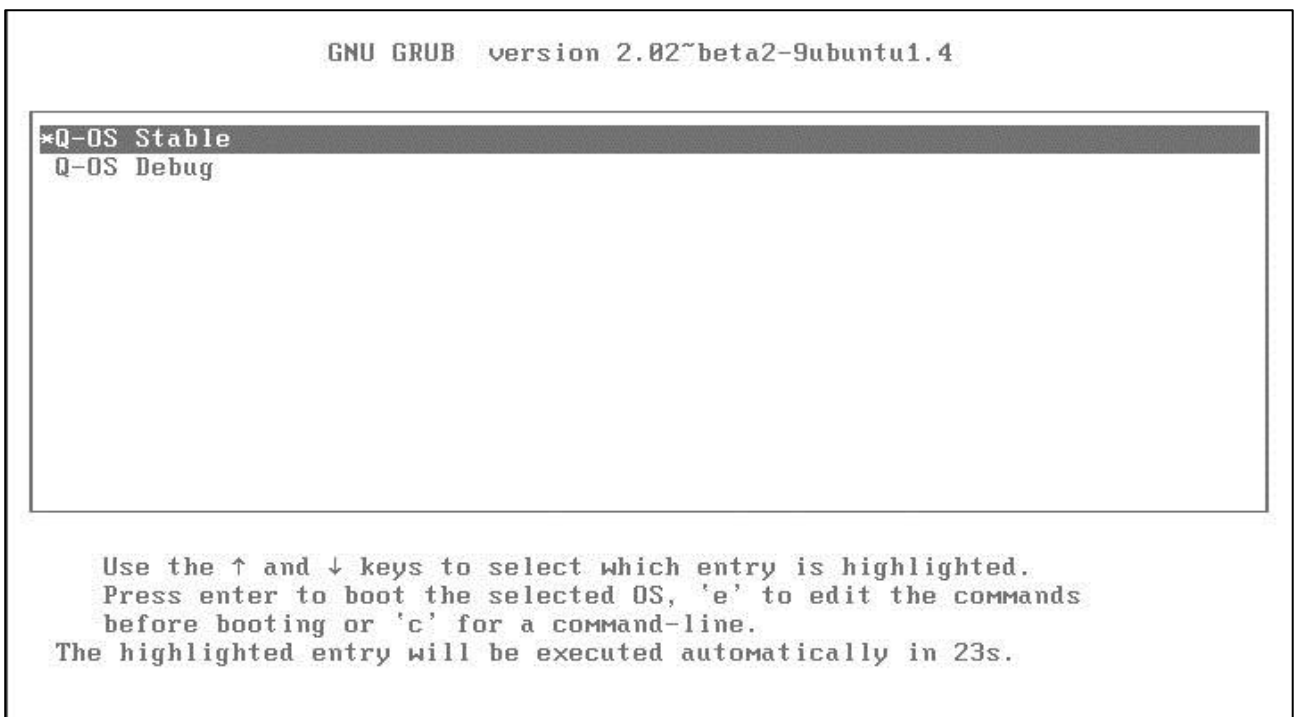 GNU GRUB version 2.02~beta2-9ubuntu1.4
*Q-OS Stable
Q-OS Debug
Use the ↑ and ↓ keys to select which entry is highlighted.
Press enter to boot the selected OS, 'e' to edit the commands
before booting or 'c' for a command-line.
The highlighted entry will be executed automatically in 23s.